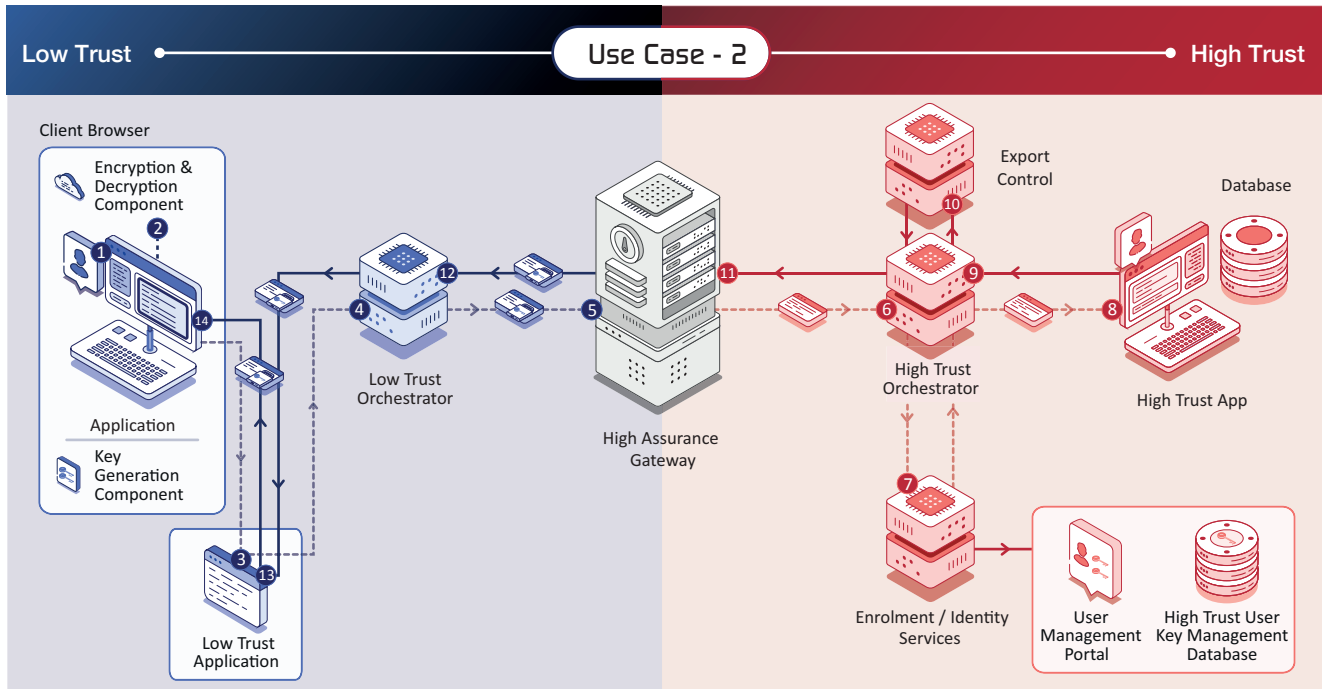 Low Trust
Use Case - 2
High Trust
Client Browser
Encryption &
Decryption
Component
2
1
14
Application
Key
Generation
Component
3
13
Low Trust
Application
4
12
Low Trust
Orchestrator
5
11
High Assurance
Gateway
Export
Control
10
9
6
High Trust
Orchestrator
7
Enrolment / Identity
Services
Database
8
High Trust App
User
Management
Portal
High Trust User
Key Management
Database